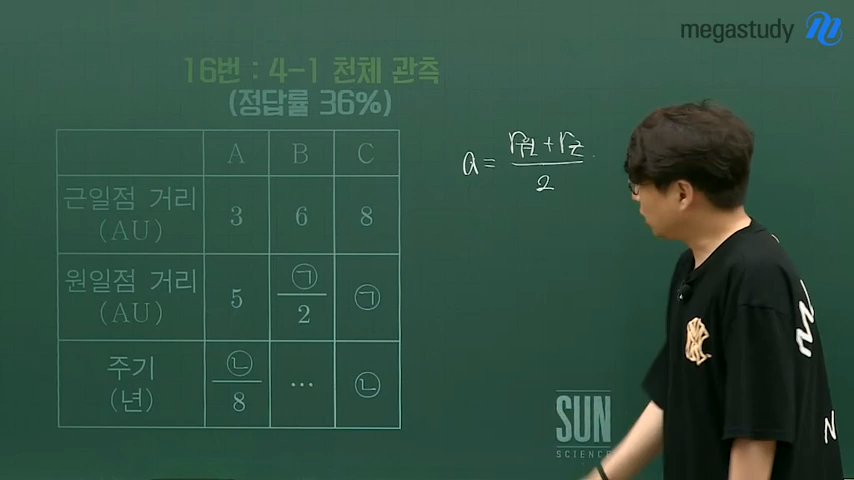 megastudy
16번 : 4-1 천체 관측
(정답률 36%)
A B C
근일점 거리 (AU) 3 6 8
원일점 거리 (AU) 5 ㉠/2 ㉠
주기 (년) ㉡/8 … ㉡
a = (r근 + r원)/2
SUN
SCIENCE
N